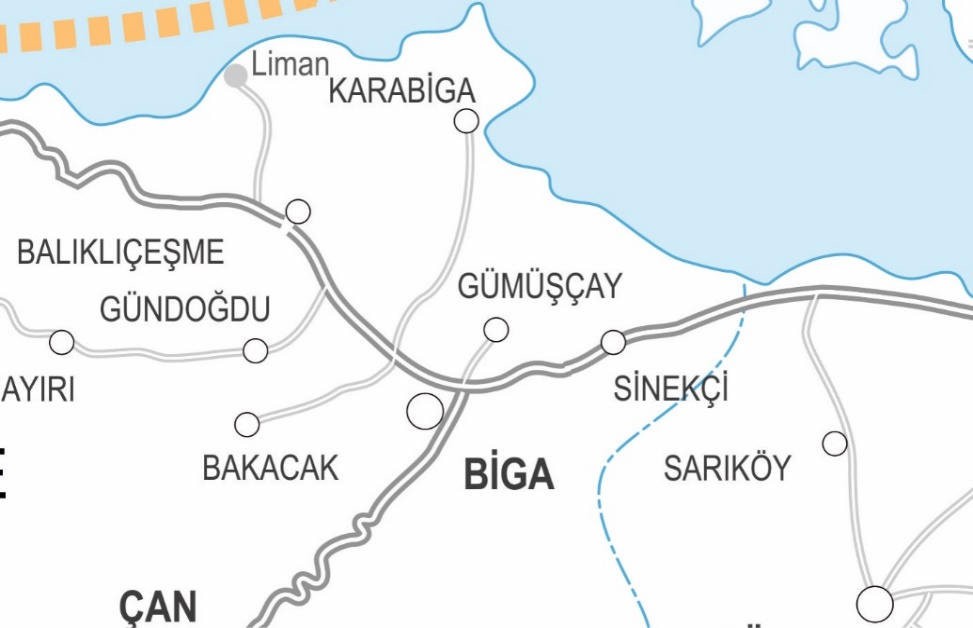 Liman
KARABİGA
BALIKLIÇEŞME
GÜMÜŞÇAY
GÜNDOĞDU
AYIRI
SİNEKÇİ
BAKACAK
BİGA
SARIKÖY
E
ÇAN